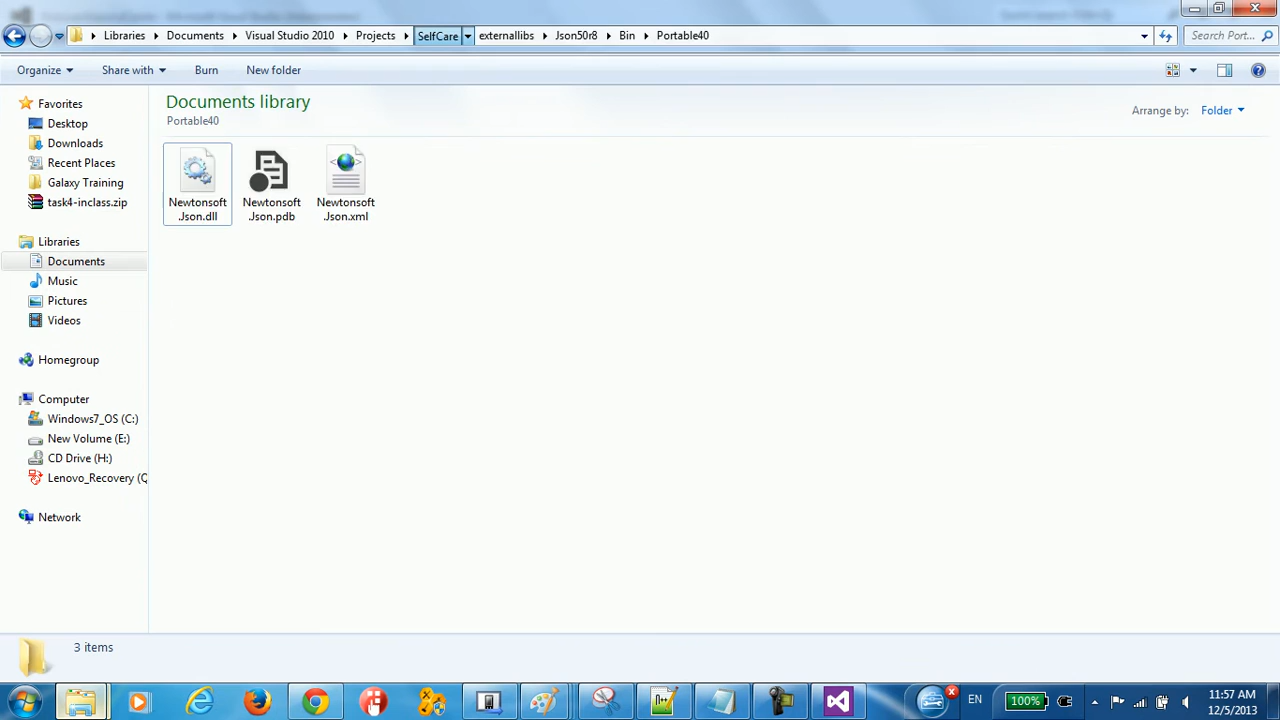 Libraries Documents Visual Studio 2010 Projects SelfCare externallibs Json50r8 Bin Portable40 Search Port...
Organize Share with Burn New folder
Favorites
Desktop
Downloads
Recent Places
Galaxy Training
task4-inclass.zip
Libraries
Documents
Music
Pictures
Videos
Homegroup
Computer
Windows7_OS (C:)
New Volume (E:)
CD Drive (H:)
Lenovo_Recovery (Q
Network
Documents library
Portable40
Arrange by: Folder
Newtonsoft
.Json.dll
Newtonsoft
.Json.pdb
Newtonsoft
.Json.xml
3 items
EN
100%
11:57 AM
12/5/2013